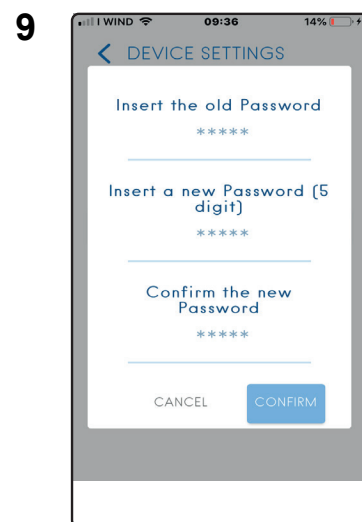 9
I WIND 09:36 14%
DEVICE SETTINGS
Insert the old Password
*****
Insert a new Password (5
digit)
*****
Confirm the new
Password
*****
CANCEL CONFIRM